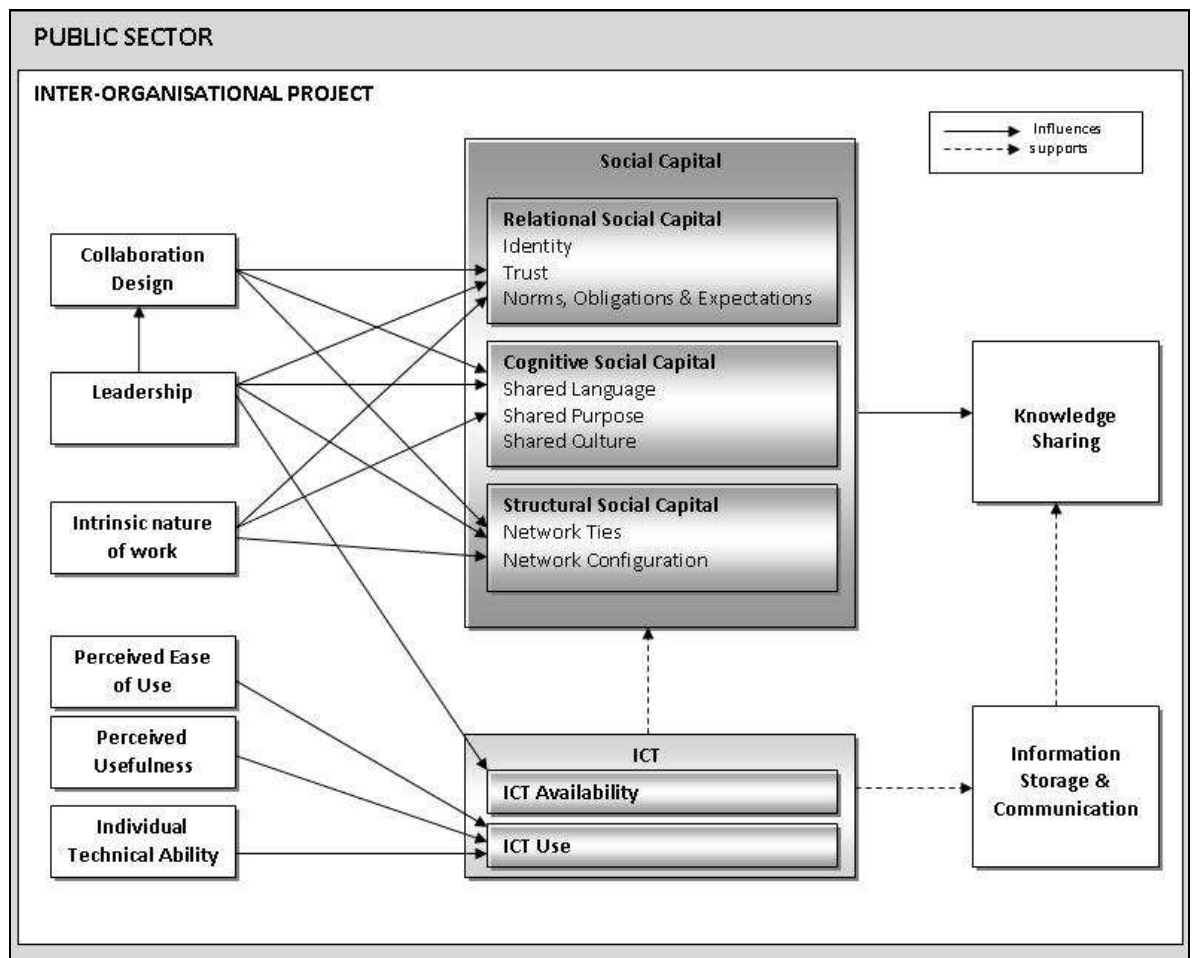 PUBLIC SECTOR
INTER-ORGANISATIONAL PROJECT
Influences
supports
Social Capital
Relational Social Capital
Identity
Trust
Norms, Obligations & Expectations
Collaboration
Design
Cognitive Social Capital
Shared Language
Shared Purpose
Shared Culture
Leadership
Knowledge
Sharing
Structural Social Capital
Network Ties
Network Configuration
Intrinsic nature
of work
Perceived Ease
of Use
Perceived
Usefulness
Individual
Technical Ability
ICT
ICT Availability
ICT Use
Information
Storage &
Communication